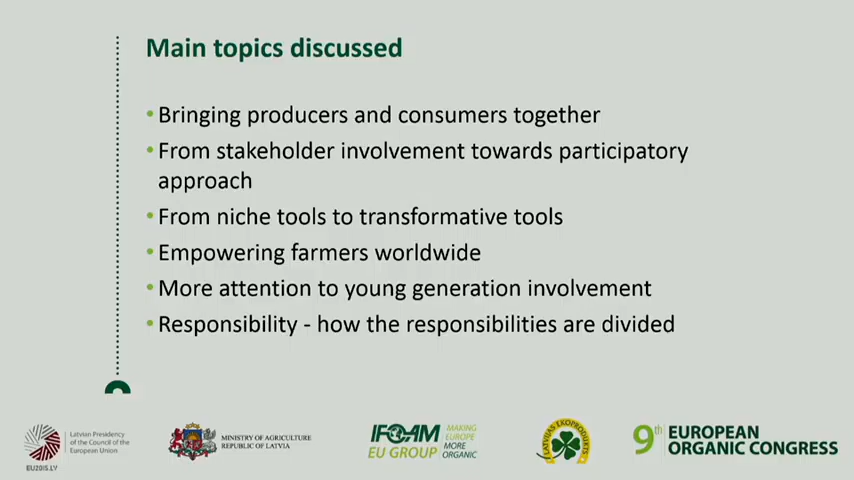 Main topics discussed
• Bringing producers and consumers together
• From stakeholder involvement towards participatory
approach
• From niche tools to transformative tools
• Empowering farmers worldwide
• More attention to young generation involvement
• Responsibility - how the responsibilities are divided
Latvian Presidency
of the Council of the
European Union
EU2015.LV
MINISTRY OF AGRICULTURE
REPUBLIC OF LATVIA
IFOAM
EU GROUP
MAKING
EUROPE
MORE
ORGANIC
LATVIJAS EKOPRODUKTS
9th EUROPEAN
ORGANIC CONGRESS